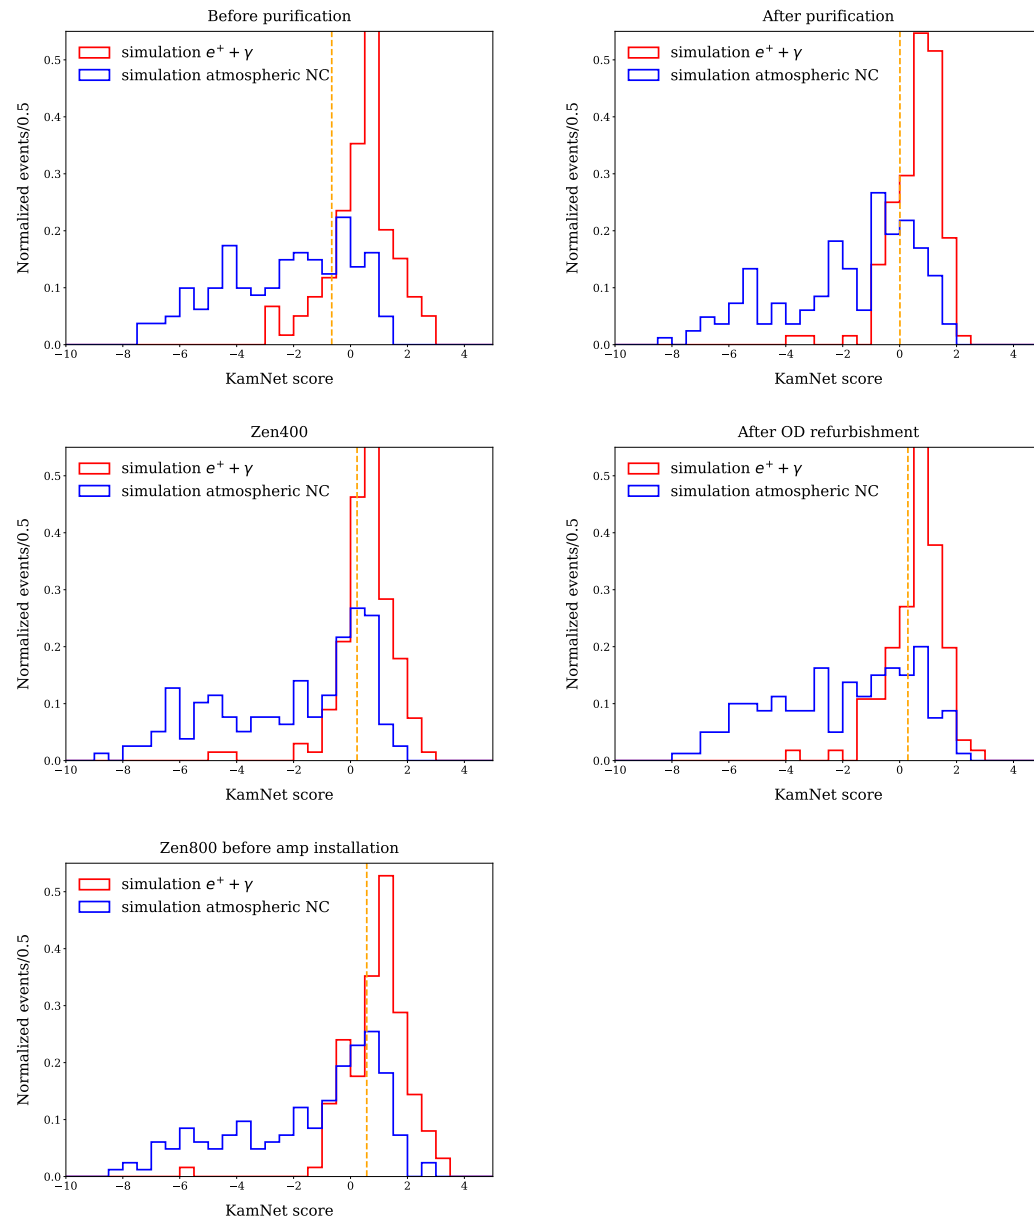 Before purification
simulation e⁺ + γ
simulation atmospheric NC
Normalized events/0.5
0.5
0.4
0.3
0.2
0.1
0.0
−10 −8 −6 −4 −2 0 2 4
KamNet score
After purification
simulation e⁺ + γ
simulation atmospheric NC
Normalized events/0.5
0.5
0.4
0.3
0.2
0.1
0.0
−10 −8 −6 −4 −2 0 2 4
KamNet score
Zen400
simulation e⁺ + γ
simulation atmospheric NC
Normalized events/0.5
0.5
0.4
0.3
0.2
0.1
0.0
−10 −8 −6 −4 −2 0 2 4
KamNet score
After OD refurbishment
simulation e⁺ + γ
simulation atmospheric NC
Normalized events/0.5
0.5
0.4
0.3
0.2
0.1
0.0
−10 −8 −6 −4 −2 0 2 4
KamNet score
Zen800 before amp installation
simulation e⁺ + γ
simulation atmospheric NC
Normalized events/0.5
0.5
0.4
0.3
0.2
0.1
0.0
−10 −8 −6 −4 −2 0 2 4
KamNet score